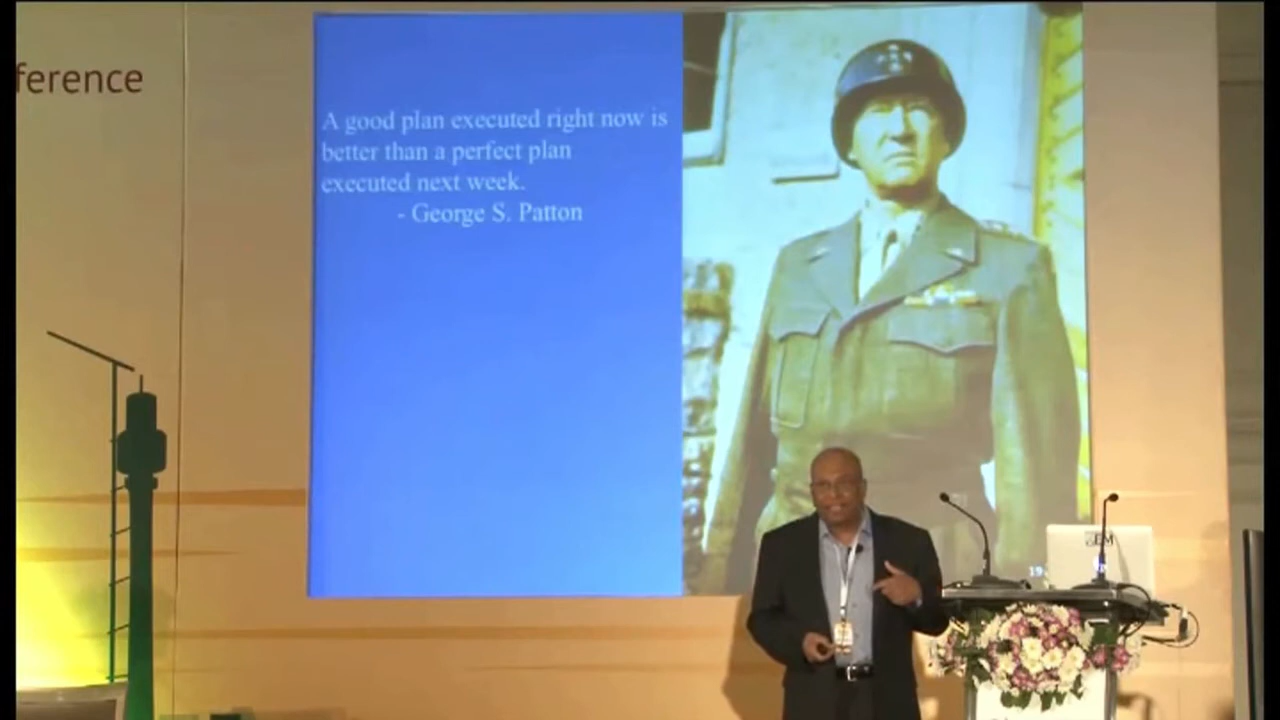 ference
A good plan executed right now is
better than a perfect plan
executed next week.
- George S. Patton